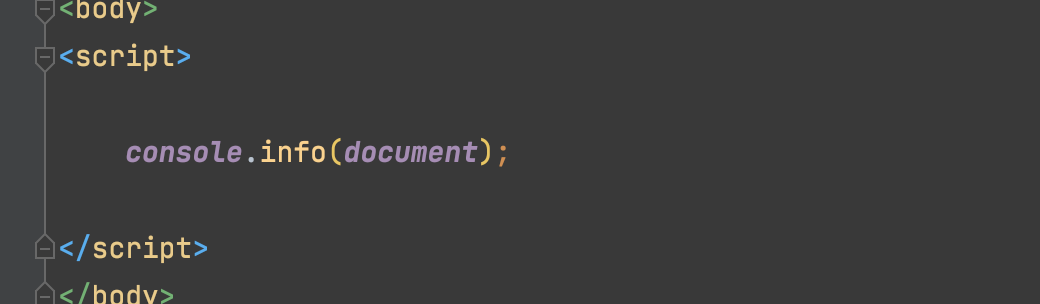 <body>
<script>
console.info(document);
</script>
</body>